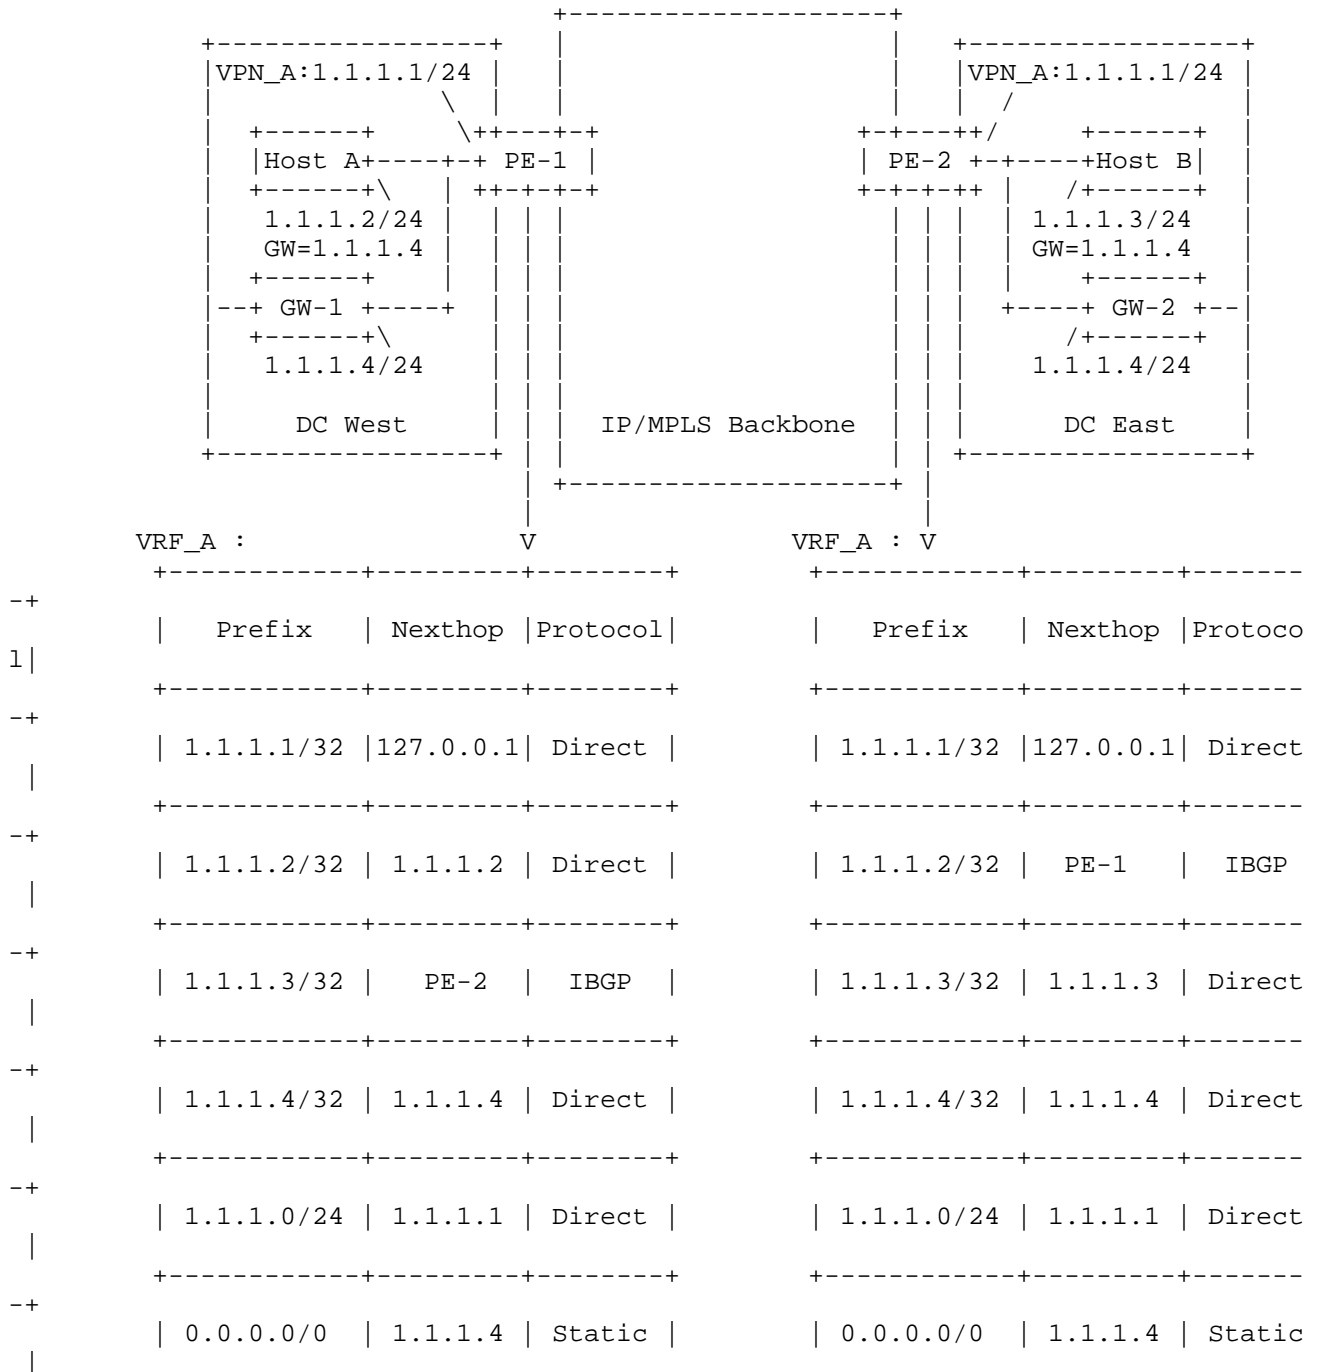 +--------------------+
             +-----------------+   |                    |   +-----------------+
             |VPN_A:1.1.1.1/24 |   |                    |   |VPN_A:1.1.1.1/24 |
             |              \  |   |                    |   |  /              |
             |  +------+     \++---+-+                +-+---++/     +------+  |
             |  |Host A+----+-+ PE-1 |                | PE-2 +-+----+Host B|  |
             |  +------+\   | ++-+-+-+                +-+-+-++ |   /+------+  |
             |   1.1.1.2/24 |  | | |                    | | |  | 1.1.1.3/24   |
             |   GW=1.1.1.4 |  | | |                    | | |  | GW=1.1.1.4   |
             |  +------+    |  | | |                    | | |  |    +------+  |
             |--+ GW-1 +----+  | | |                    | | |  +----+ GW-2 +--|
             |  +------+\      | | |                    | | |      /+------+  |
             |   1.1.1.4/24    | | |                    | | |    1.1.1.4/24   |
             |                 | | |                    | | |                 |
             |     DC West     | | |  IP/MPLS Backbone  | | |      DC East    |
             +-----------------+ | |                    | | +-----------------+
                                 | +--------------------+ |
                                 |                        |
        VRF_A :                  V                VRF_A : V
         +------------+---------+--------+        +------------+---------+-------
-+
         |   Prefix   | Nexthop |Protocol|        |   Prefix   | Nexthop |Protoco
l|
         +------------+---------+--------+        +------------+---------+-------
-+
         | 1.1.1.1/32 |127.0.0.1| Direct |        | 1.1.1.1/32 |127.0.0.1| Direct
 |
         +------------+---------+--------+        +------------+---------+-------
-+
         | 1.1.1.2/32 | 1.1.1.2 | Direct |        | 1.1.1.2/32 |  PE-1   |  IBGP
 |
         +------------+---------+--------+        +------------+---------+-------
-+
         | 1.1.1.3/32 |   PE-2  |  IBGP  |        | 1.1.1.3/32 | 1.1.1.3 | Direct
 |
         +------------+---------+--------+        +------------+---------+-------
-+
         | 1.1.1.4/32 | 1.1.1.4 | Direct |        | 1.1.1.4/32 | 1.1.1.4 | Direct
 |
         +------------+---------+--------+        +------------+---------+-------
-+
         | 1.1.1.0/24 | 1.1.1.1 | Direct |        | 1.1.1.0/24 | 1.1.1.1 | Direct
 |
         +------------+---------+--------+        +------------+---------+-------
-+
         | 0.0.0.0/0  | 1.1.1.4 | Static |        | 0.0.0.0/0  | 1.1.1.4 | Static
 |